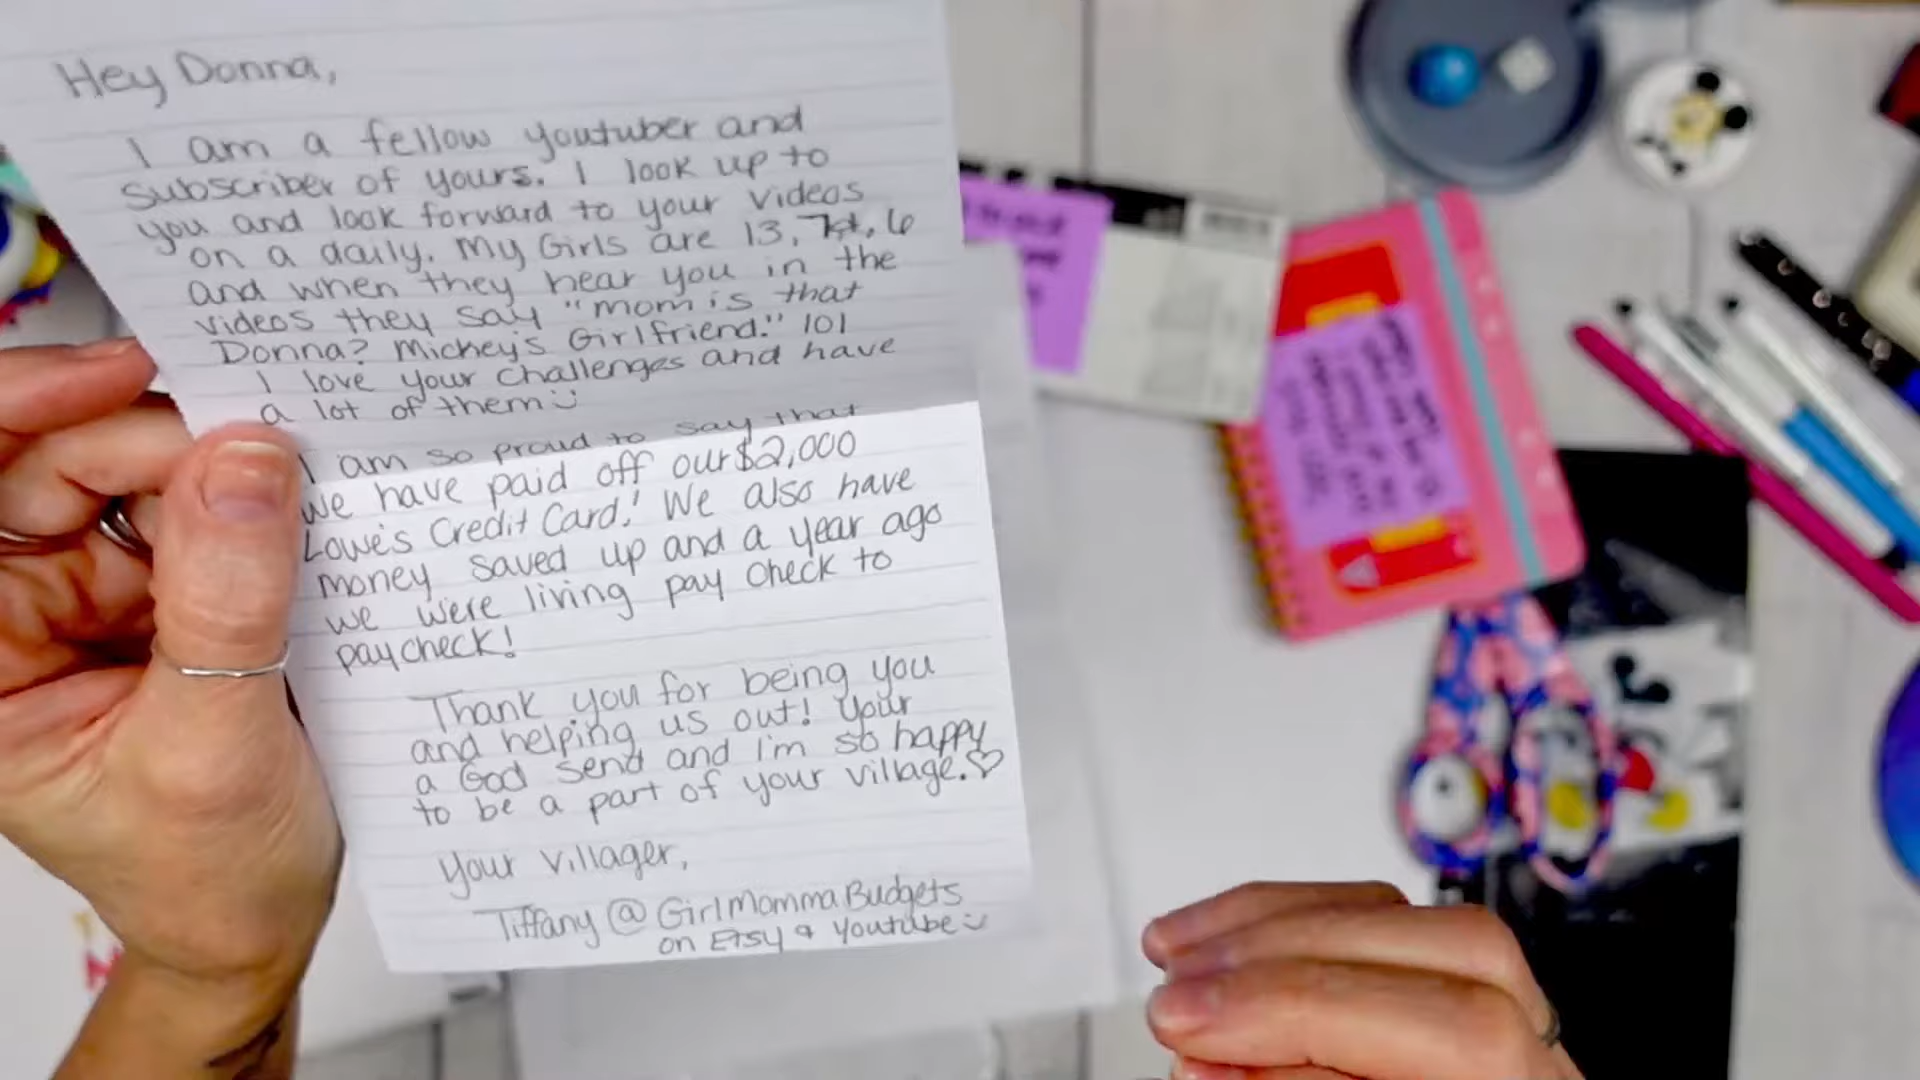 Hey Donna,
I am a fellow youtuber and
subscriber of yours. I look up to
you and look forward to your videos
on a daily. My Girls are 13, 7, 6
and when they hear you in the
videos they say "mom is that
Donna? Mickey's Girlfriend." lol
I love your challenges and have
a lot of them
I am so proud to say that
we have paid off our $2,000
Lowe's Credit Card! We also have
money saved up and a year ago
we were living pay check to
paycheck!
Thank you for being you
and helping us out! Your
a God send and I'm so happy
to be a part of your village.
Your Villager,
Tiffany @ GirlMommaBudgets
on Etsy & Youtube